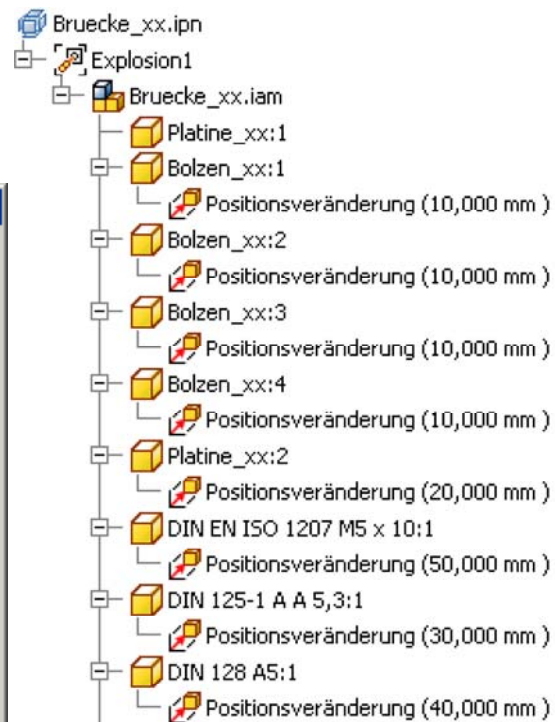 Bruecke_xx.ipn
Explosion1
Bruecke_xx.iam
Platine_xx:1
Bolzen_xx:1
Positionsveränderung (10,000 mm )
Bolzen_xx:2
Positionsveränderung (10,000 mm )
Bolzen_xx:3
Positionsveränderung (10,000 mm )
Bolzen_xx:4
Positionsveränderung (10,000 mm )
Platine_xx:2
Positionsveränderung (20,000 mm )
DIN EN ISO 1207 M5 x 10:1
Positionsveränderung (50,000 mm )
DIN 125-1 A A 5,3:1
Positionsveränderung (30,000 mm )
DIN 128 A5:1
Positionsveränderung (40,000 mm )